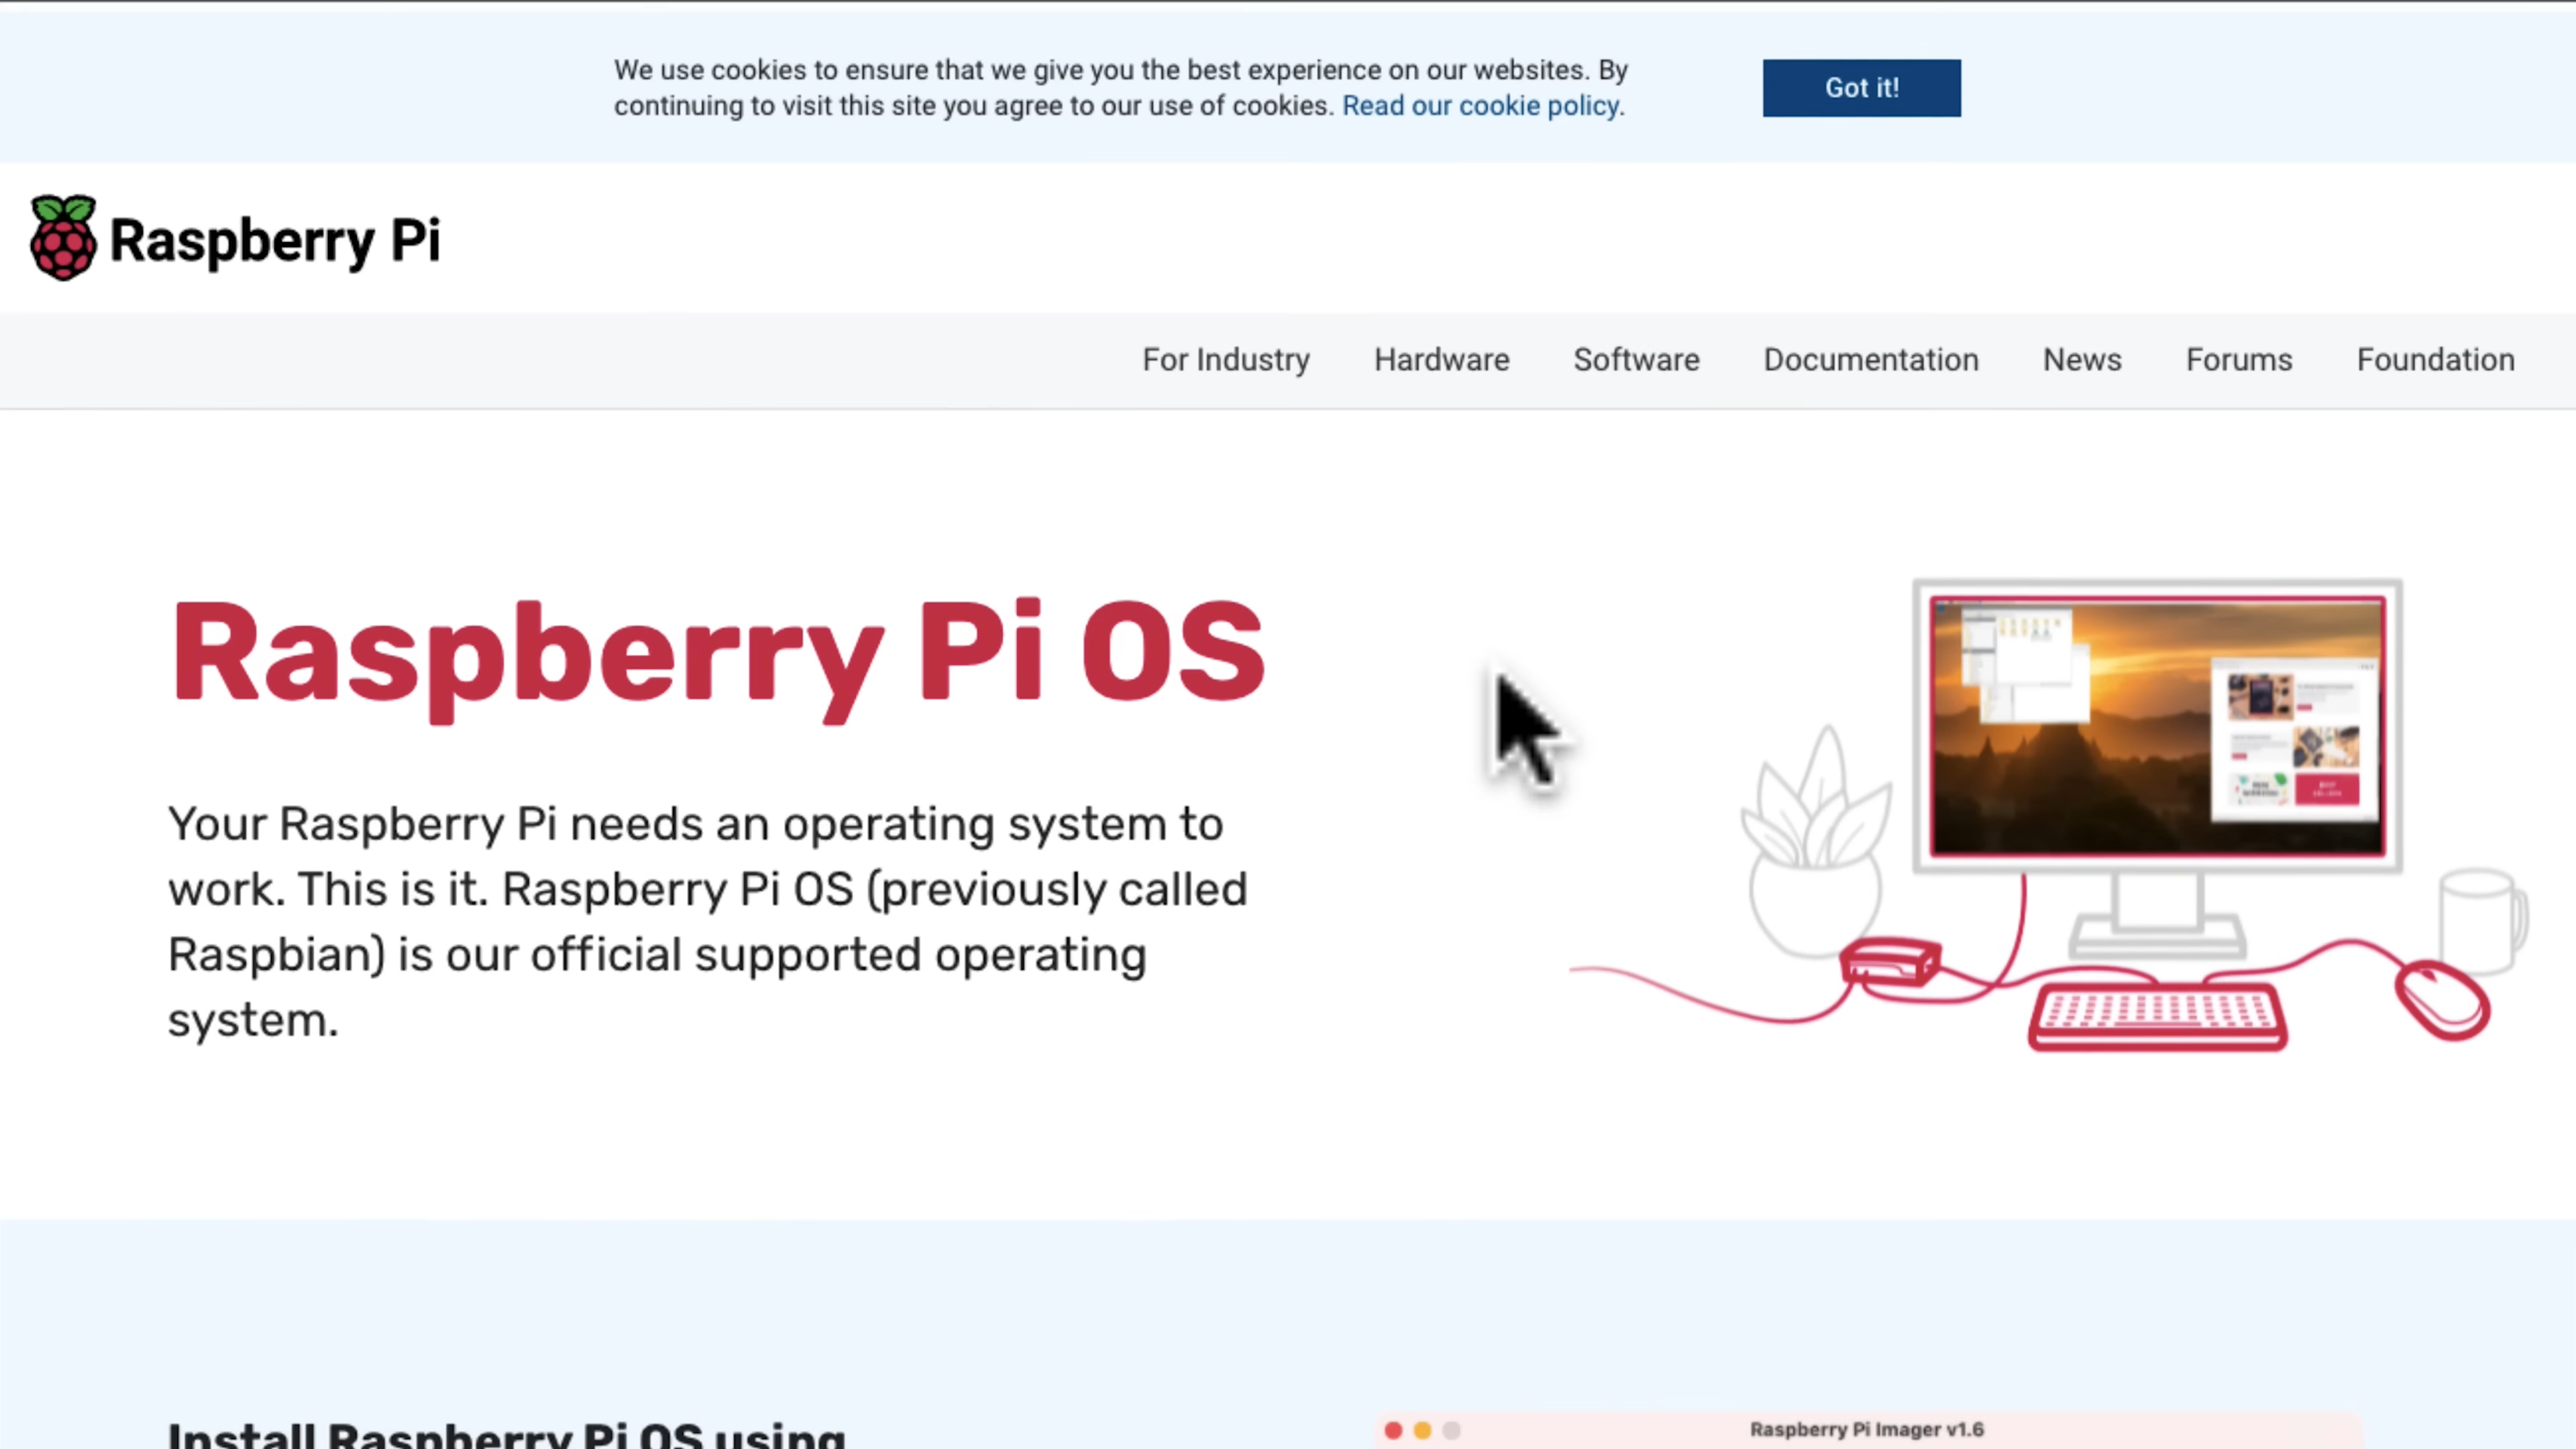 We use cookies to ensure that we give you the best experience on our websites. By
continuing to visit this site you agree to our use of cookies. Read our cookie policy.
Got it!
Raspberry Pi
For Industry
Hardware
Software
Documentation
News
Forums
Foundation
Raspberry Pi OS
Your Raspberry Pi needs an operating system to
work. This is it. Raspberry Pi OS (previously called
Raspbian) is our official supported operating
system.
Install Raspberry Pi OS using
Raspberry Pi Imager v1.6